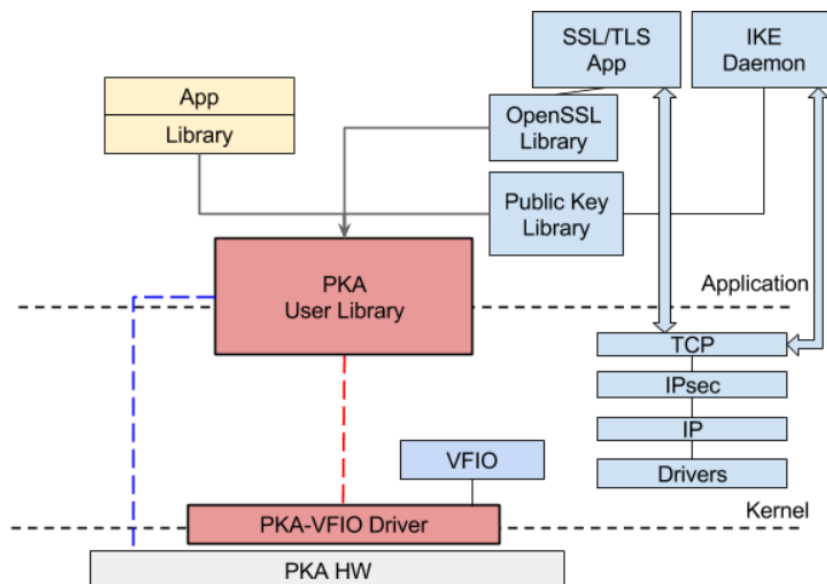 SSL/TLS
App
IKE
Daemon
App
Library
OpenSSL
Library
Public Key
Library
PKA
User Library
Application
TCP
IPsec
IP
Drivers
VFIO
Kernel
PKA-VFIO Driver
PKA HW